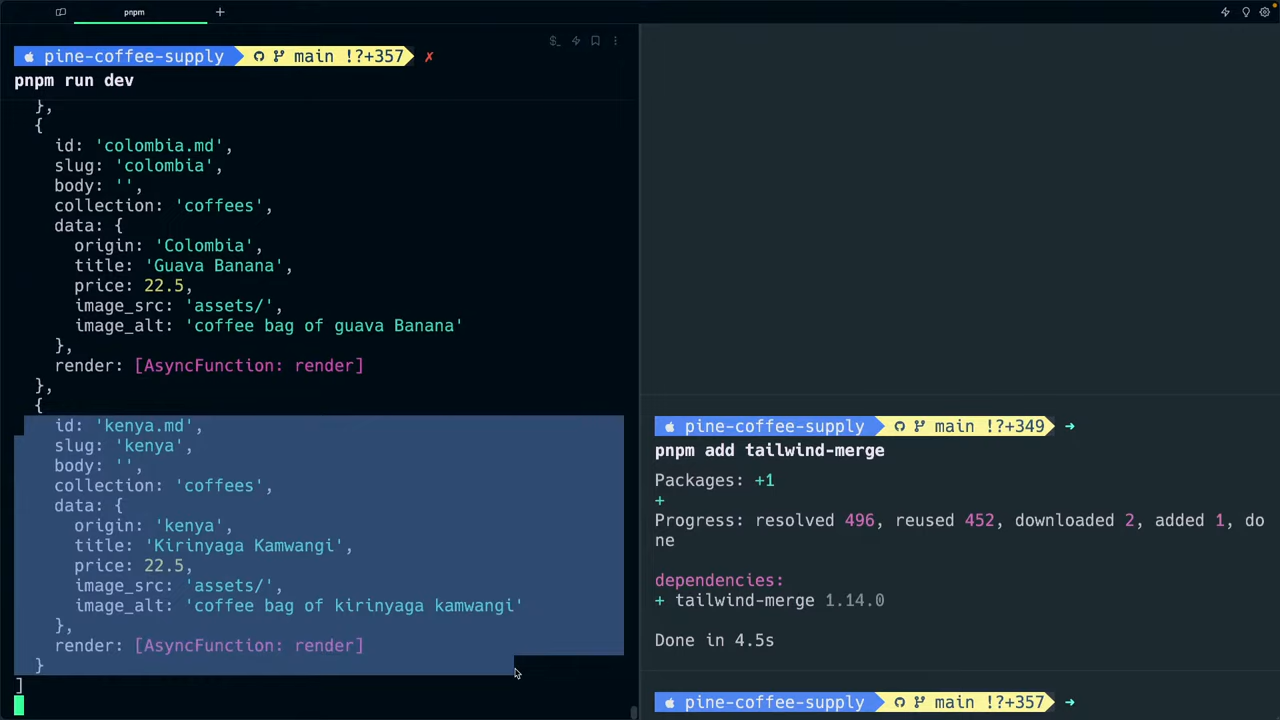 pnpm
pine-coffee-supply main !?+357 ✗
pnpm run dev
},
{
id: 'colombia.md',
slug: 'colombia',
body: '',
collection: 'coffees',
data: {
origin: 'Colombia',
title: 'Guava Banana',
price: 22.5,
image_src: 'assets/',
image_alt: 'coffee bag of guava Banana'
},
render: [AsyncFunction: render]
},
{
id: 'kenya.md',
slug: 'kenya',
body: '',
collection: 'coffees',
data: {
origin: 'kenya',
title: 'Kirinyaga Kamwangi',
price: 22.5,
image_src: 'assets/',
image_alt: 'coffee bag of kirinyaga kamwangi'
},
render: [AsyncFunction: render]
}
]
pine-coffee-supply main !?+349 ➜
pnpm add tailwind-merge
Packages: +1
+
Progress: resolved 496, reused 452, downloaded 2, added 1, do
ne
dependencies:
+ tailwind-merge 1.14.0
Done in 4.5s
pine-coffee-supply main !?+357 ➜